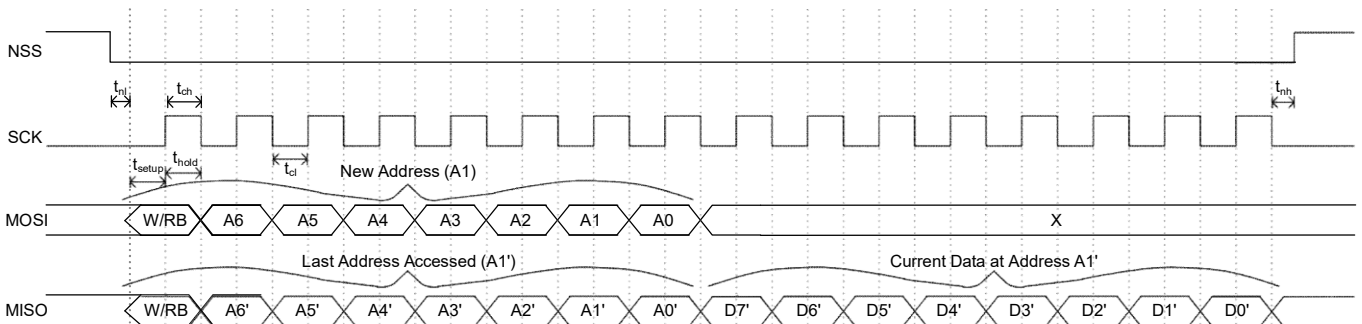 NSS
t_nl t_ch t_nh
SCK
t_setup t_hold t_cl
New Address (A1)
MOSI W/RB A6 A5 A4 A3 A2 A1 A0 X
Last Address Accessed (A1') Current Data at Address A1'
MISO W/RB A6' A5' A4' A3' A2' A1' A0' D7' D6' D5' D4' D3' D2' D1' D0'